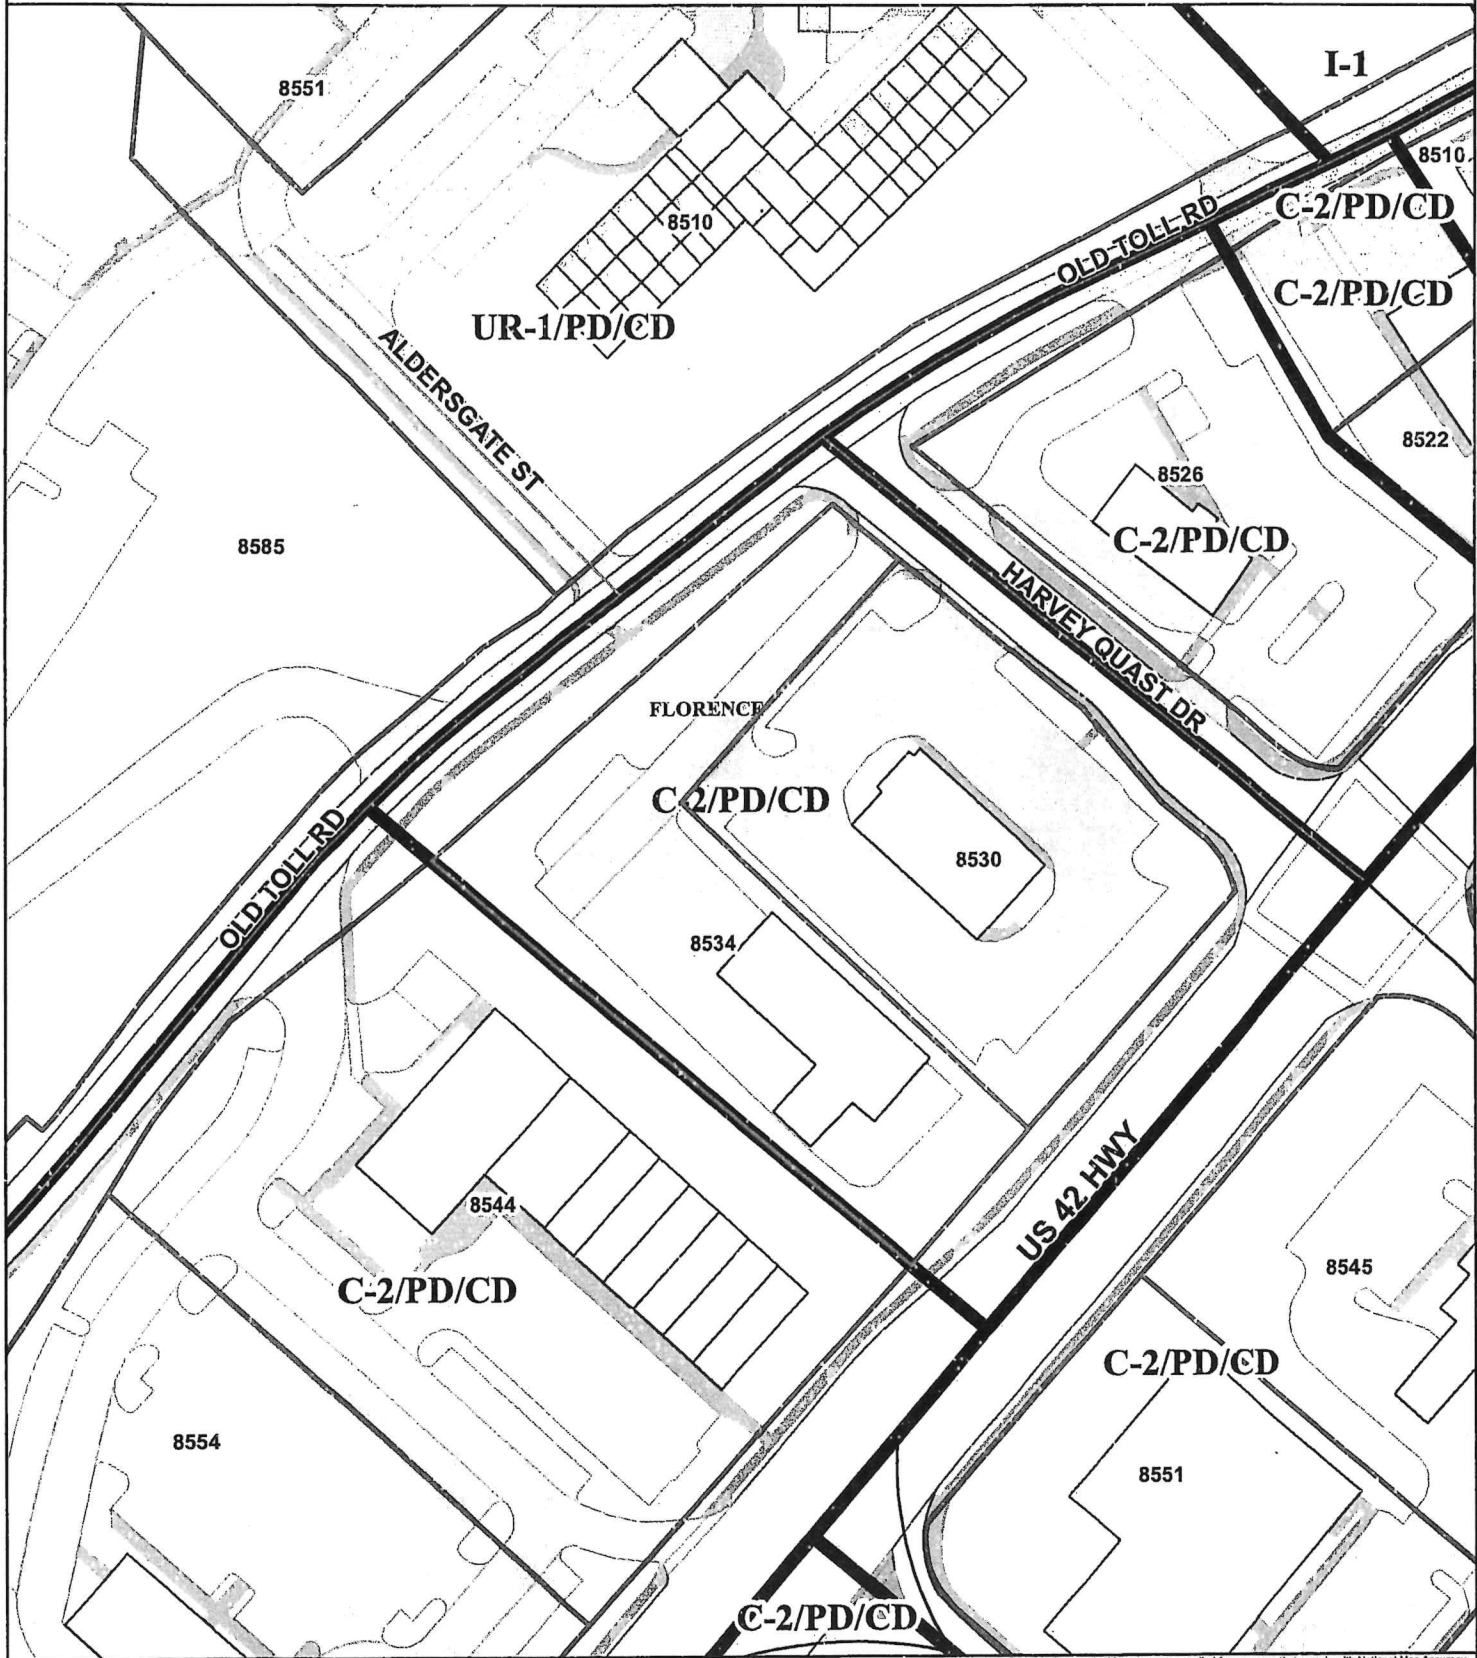 I-1
8551
8510
8510
C-2/PD/CD
OLD TOLL RD
C-2/PD/CD
UR-1/PD/CD
ALDERSGATE ST
8522
8526
C-2/PD/CD
8585
HARVEY QUAST DR
FLORENCE
C-2/PD/CD
OLD TOLL RD
8530
8534
US 42 HWY
8544
8545
C-2/PD/CD
C-2/PD/CD
8554
8551
C-2/PD/CD